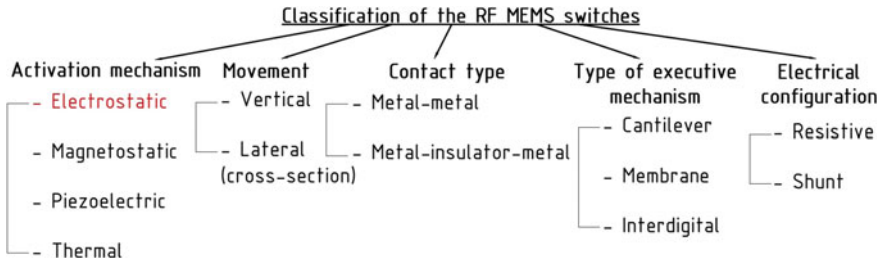 Classification of the RF MEMS switches
Activation mechanism
- Electrostatic
- Magnetostatic
- Piezoelectric
- Thermal
Movement
- Vertical
- Lateral
(cross-section)
Contact type
- Metal-metal
- Metal-insulator-metal
Type of executive
mechanism
- Cantilever
- Membrane
- Interdigital
Electrical
configuration
- Resistive
- Shunt